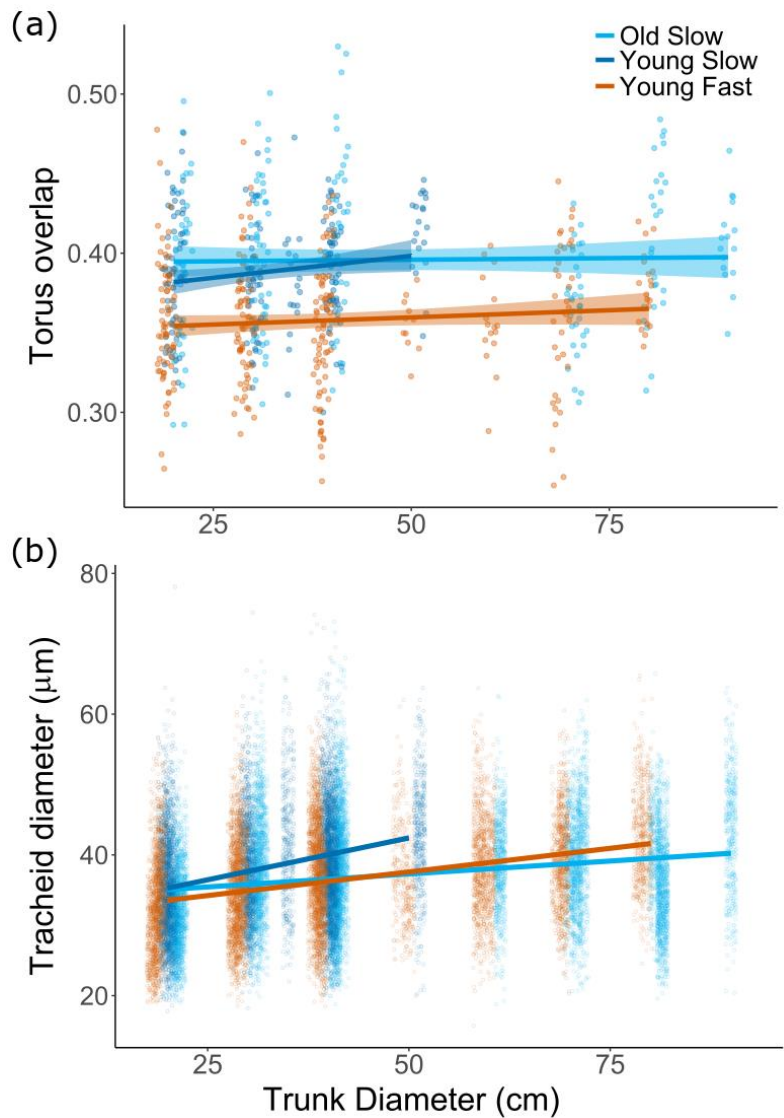 (a)
Old Slow
Young Slow
Young Fast
0.50
0.40
0.30
Torus overlap
25 50 75
(b)
80
60
40
20
Tracheid diameter (μm)
25 50 75
Trunk Diameter (cm)